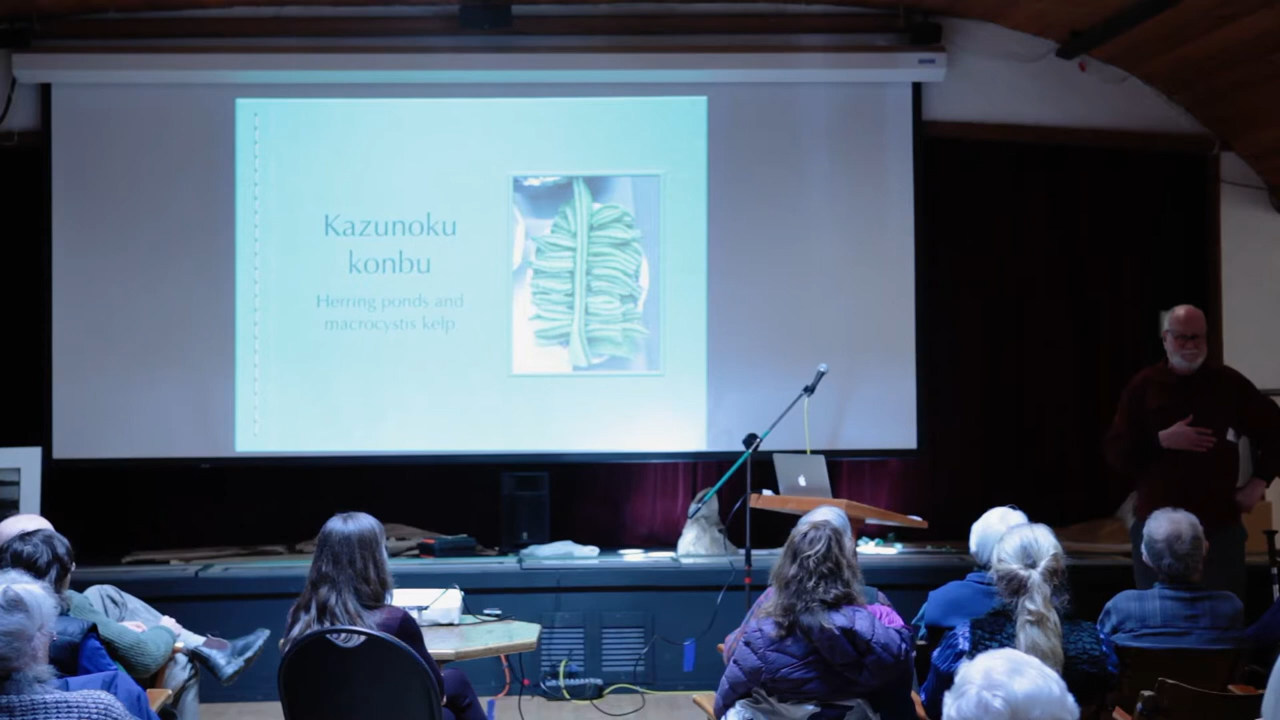 Kazunoku
konbu
Herring ponds and
macrocystis kelp